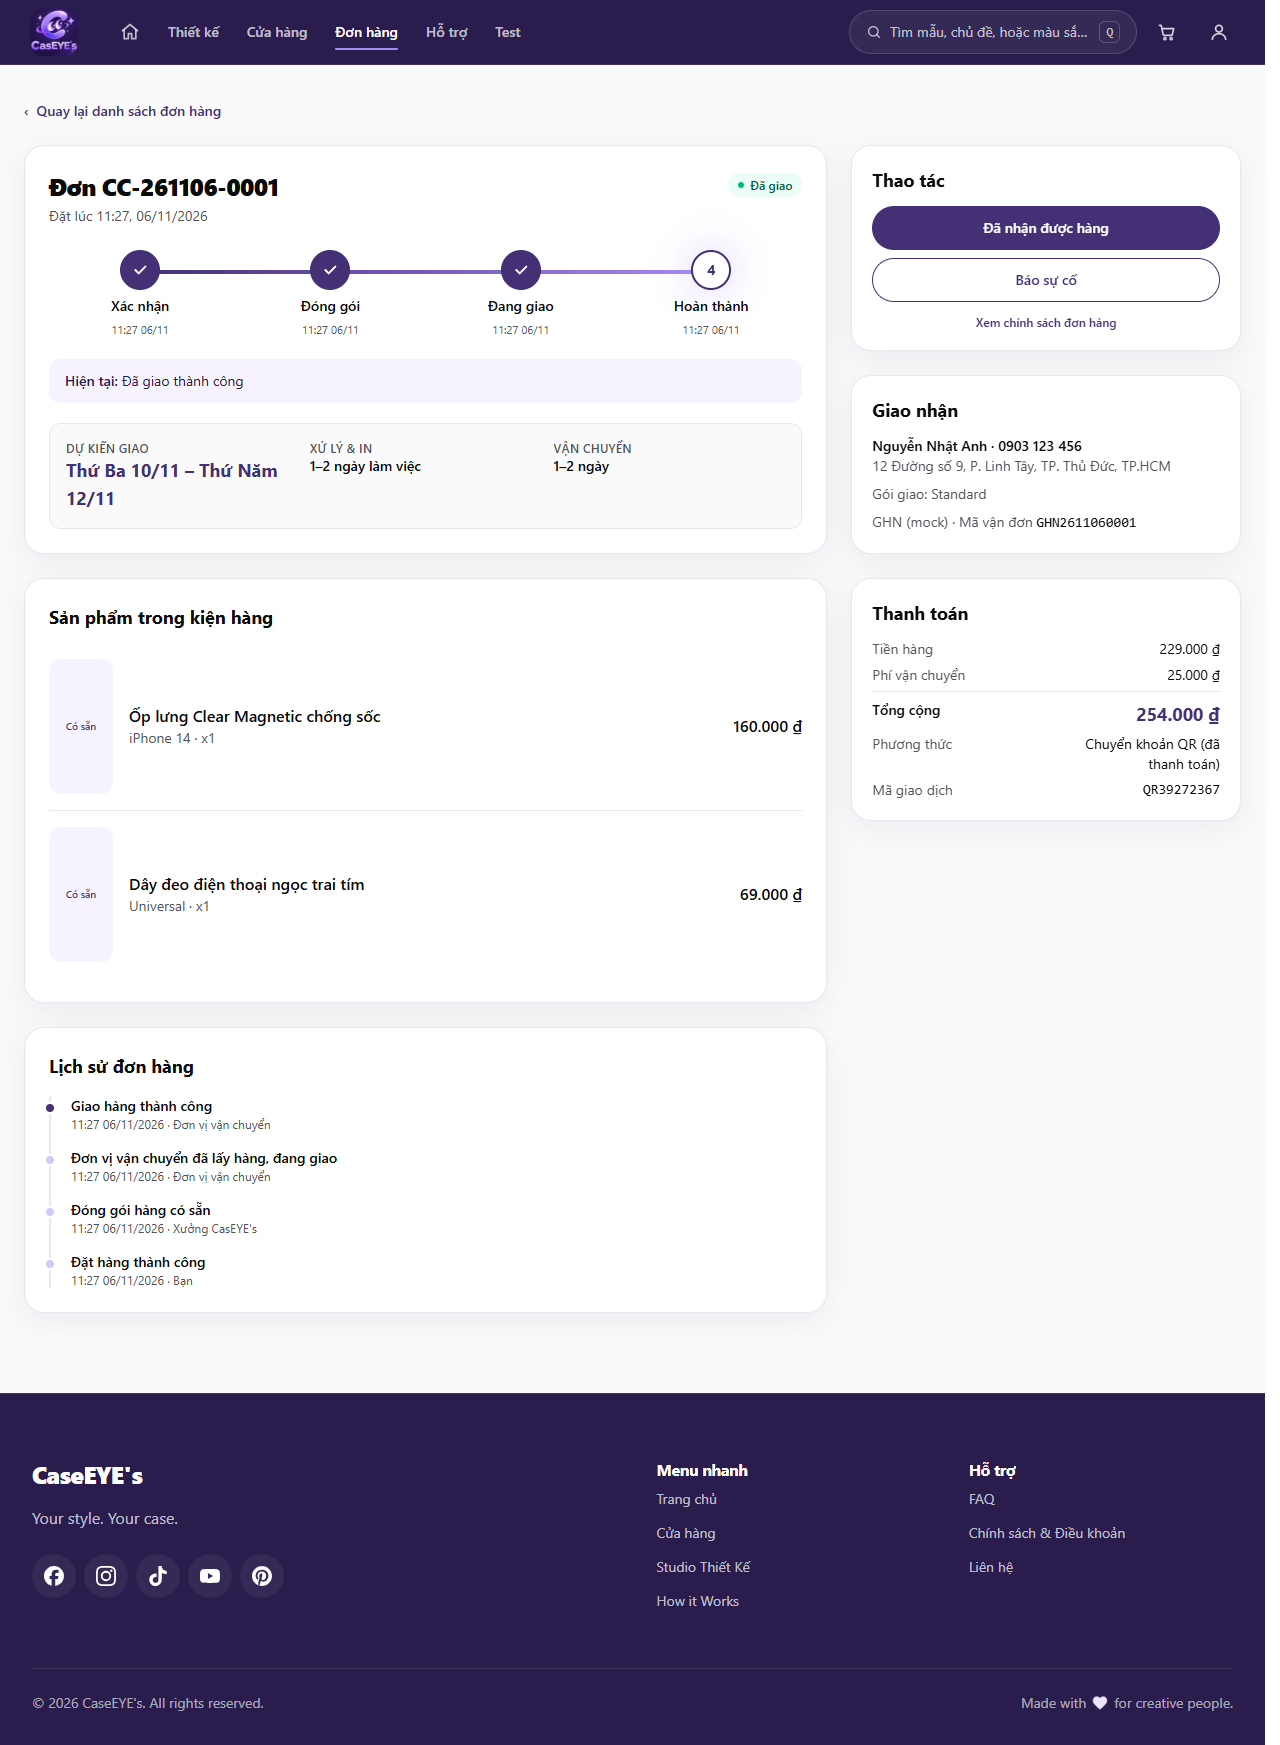 CasEYE's
Thiết kế
Cửa hàng
Đơn hàng
Hỗ trợ
Test
Tìm mẫu, chủ đề, hoặc màu sắ...
Q
‹ Quay lại danh sách đơn hàng
Đơn CC-261106-0001
Đã giao
Đặt lúc 11:27, 06/11/2026
4
Xác nhận
Đóng gói
Đang giao
Hoàn thành
11:27 06/11
11:27 06/11
11:27 06/11
11:27 06/11
Hiện tại: Đã giao thành công
DỰ KIẾN GIAO
Thứ Ba 10/11 – Thứ Năm
12/11
XỬ LÝ & IN
1–2 ngày làm việc
VẬN CHUYỂN
1–2 ngày
Thao tác
Đã nhận được hàng
Báo sự cố
Xem chính sách đơn hàng
Giao nhận
Nguyễn Nhật Anh · 0903 123 456
12 Đường số 9, P. Linh Tây, TP. Thủ Đức, TP.HCM
Gói giao: Standard
GHN (mock) · Mã vận đơn GHN2611060001
Sản phẩm trong kiện hàng
Có sẵn
Ốp lưng Clear Magnetic chống sốc
iPhone 14 · x1
160.000 ₫
Có sẵn
Dây đeo điện thoại ngọc trai tím
Universal · x1
69.000 ₫
Thanh toán
Tiền hàng 229.000 ₫
Phí vận chuyển 25.000 ₫
Tổng cộng 254.000 ₫
Phương thức Chuyển khoản QR (đã
thanh toán)
Mã giao dịch QR39272367
Lịch sử đơn hàng
Giao hàng thành công
11:27 06/11/2026 · Đơn vị vận chuyển
Đơn vị vận chuyển đã lấy hàng, đang giao
11:27 06/11/2026 · Đơn vị vận chuyển
Đóng gói hàng có sẵn
11:27 06/11/2026 · Xưởng CasEYE's
Đặt hàng thành công
11:27 06/11/2026 · Bạn
CaseEYE's
Your style. Your case.
Menu nhanh
Trang chủ
Cửa hàng
Studio Thiết Kế
How it Works
Hỗ trợ
FAQ
Chính sách & Điều khoản
Liên hệ
© 2026 CaseEYE's. All rights reserved.
Made with 🤍 for creative people.